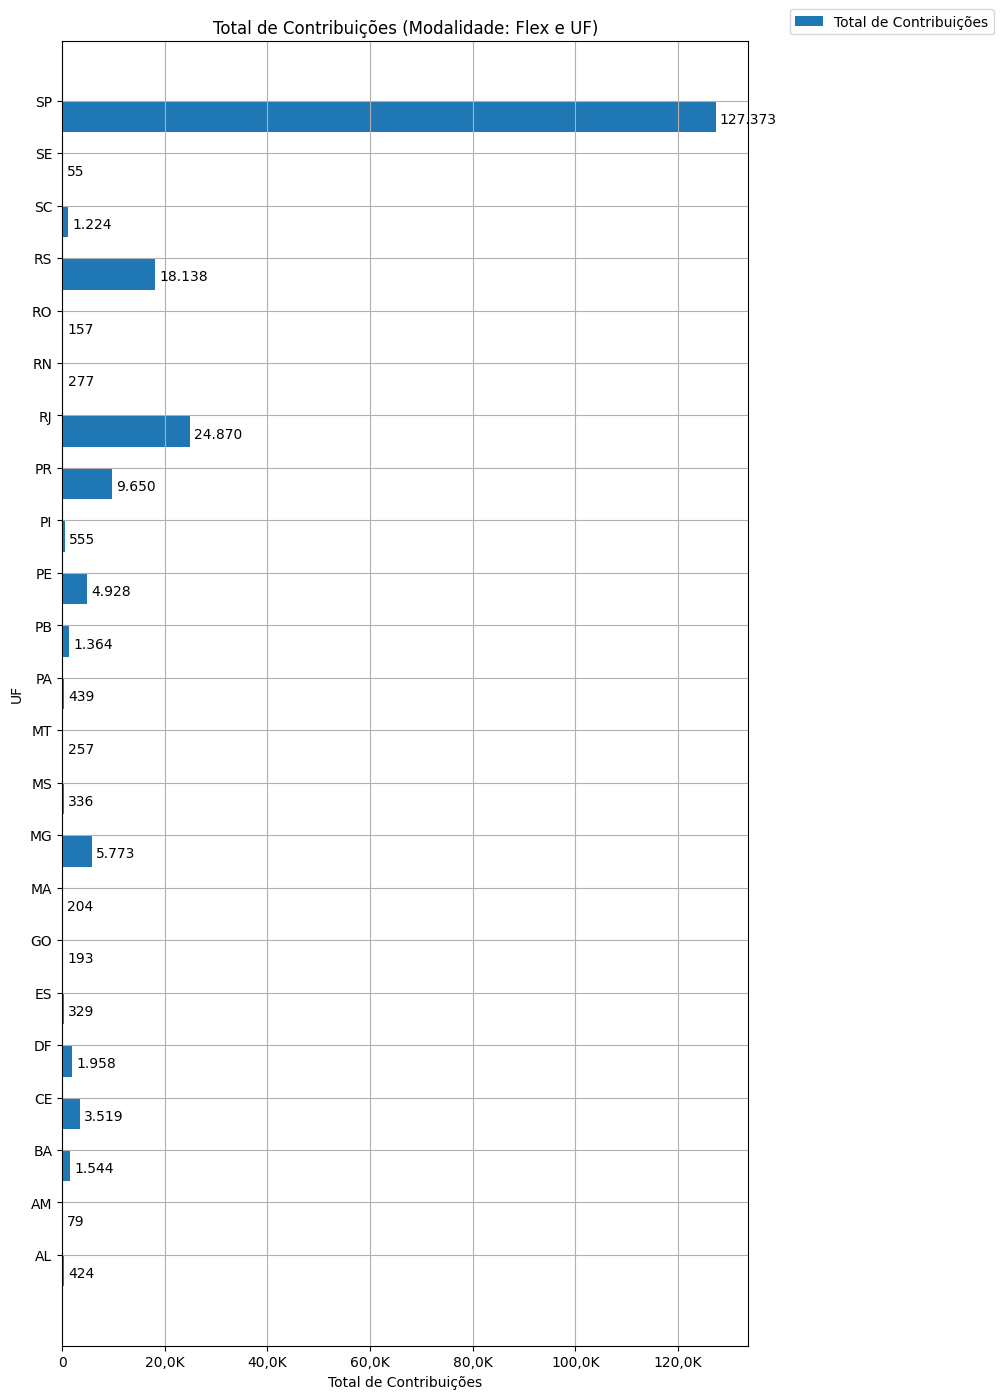 Total de Contribuições (Modalidade: Flex e UF)
Total de Contribuições
SP 127.373
SE 55
SC 1.224
RS 18.138
RO 157
RN 277
RJ 24.870
PR 9.650
PI 555
PE 4.928
PB 1.364
PA 439
UF
MT 257
MS 336
MG 5.773
MA 204
GO 193
ES 329
DF 1.958
CE 3.519
BA 1.544
AM 79
AL 424
0 20,0K 40,0K 60,0K 80,0K 100,0K 120,0K
Total de Contribuições